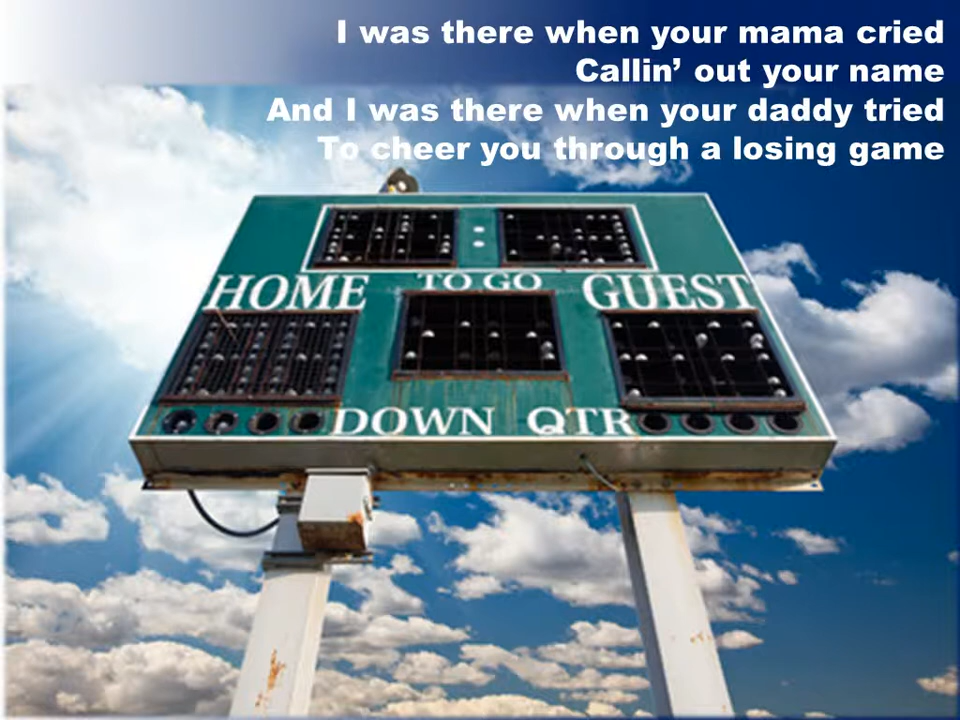 I was there when your mama cried
Callin’ out your name
And I was there when your daddy tried
To cheer you through a losing game
:
HOME TO GO GUEST
DOWN QTR